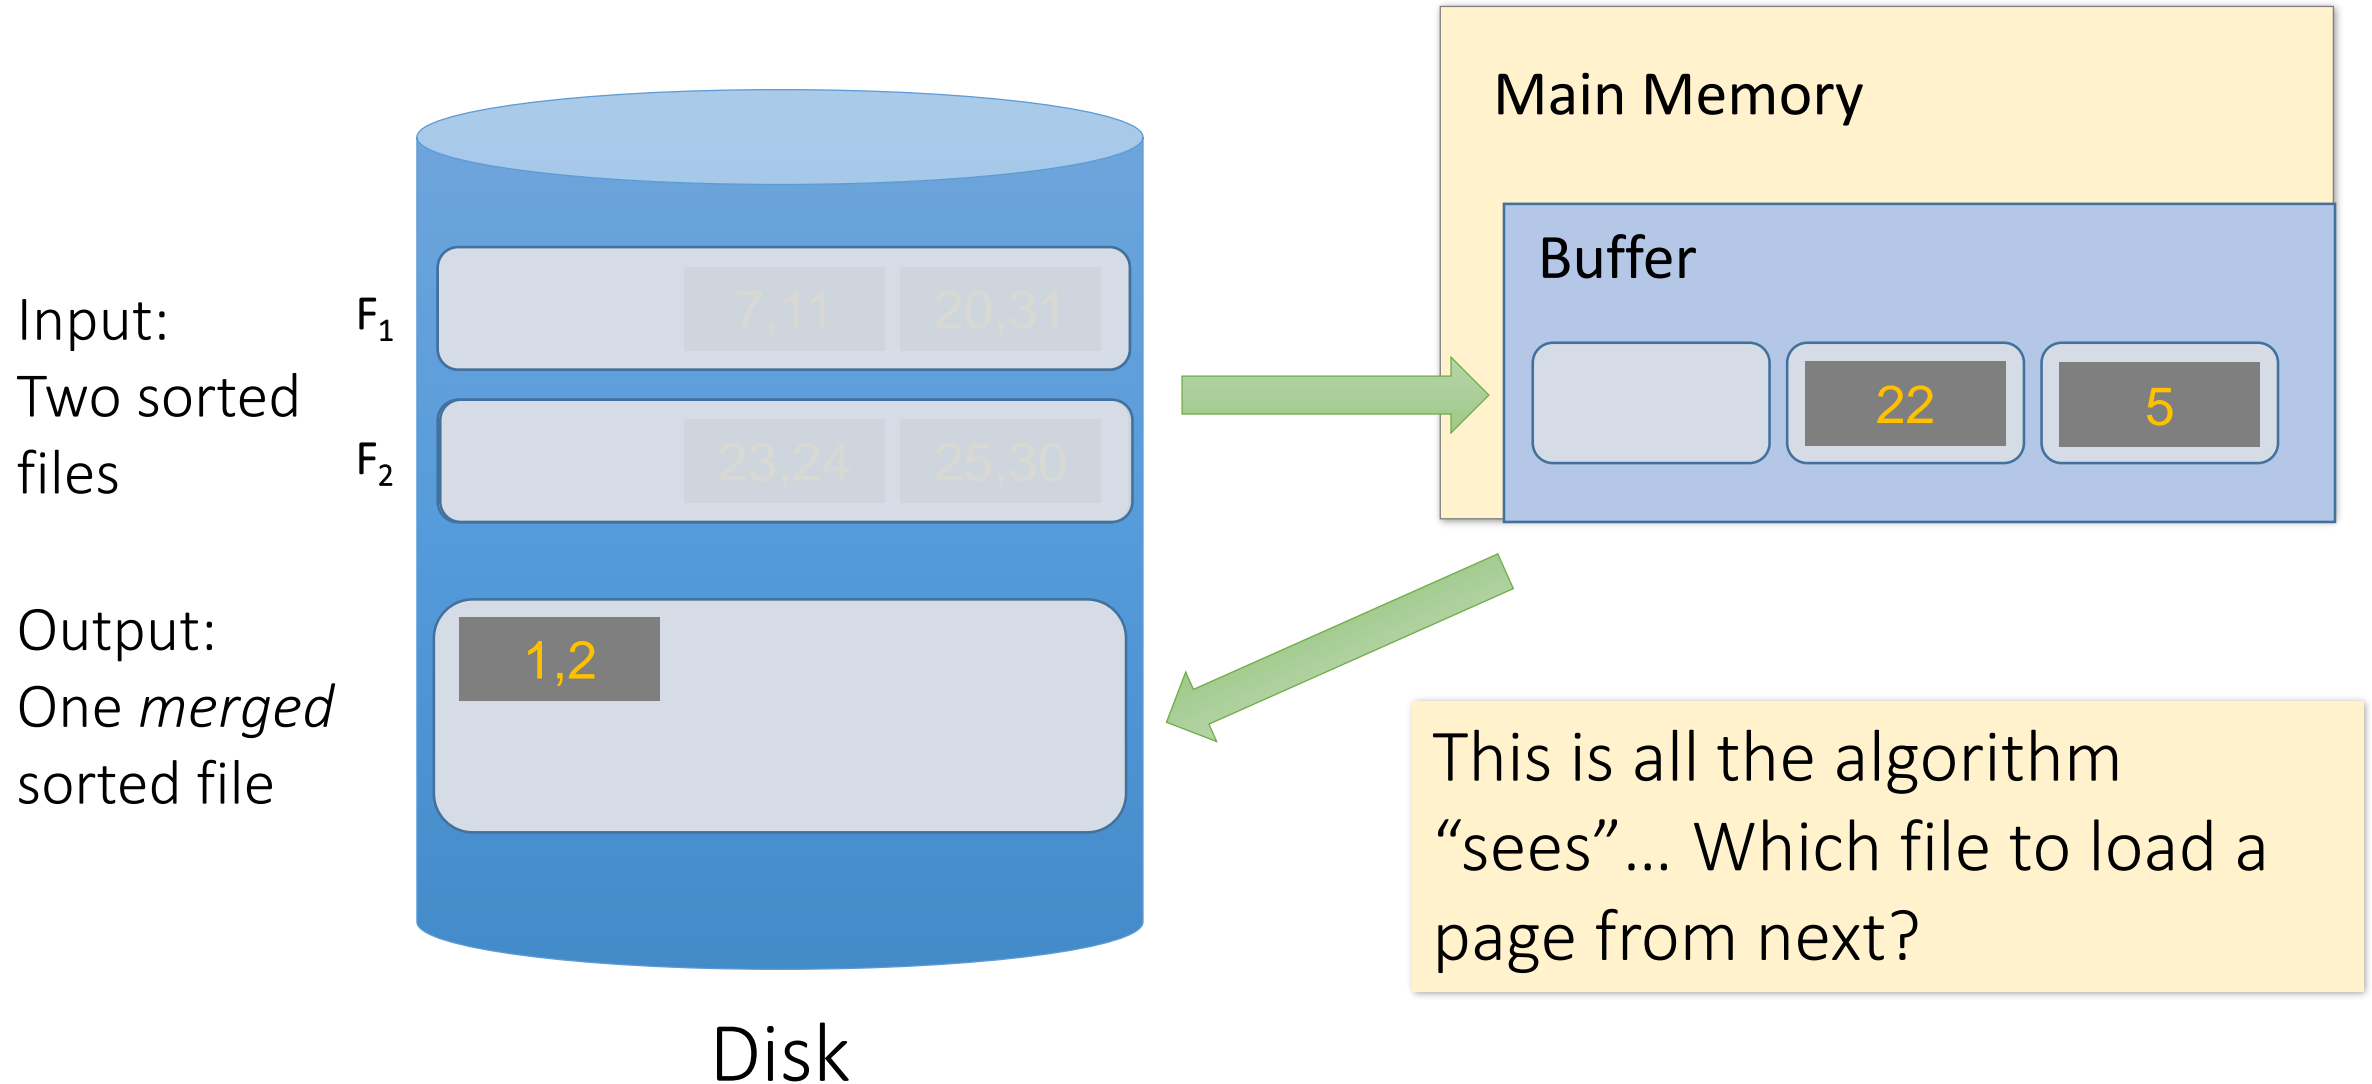 Main Memory
Buffer
Input:
Two sorted
files
F1
7,11
20,31
F2
23,24
25,30
22
5
Output:
One merged
sorted file
1,2
This is all the algorithm
“sees”… Which file to load a
page from next?
Disk